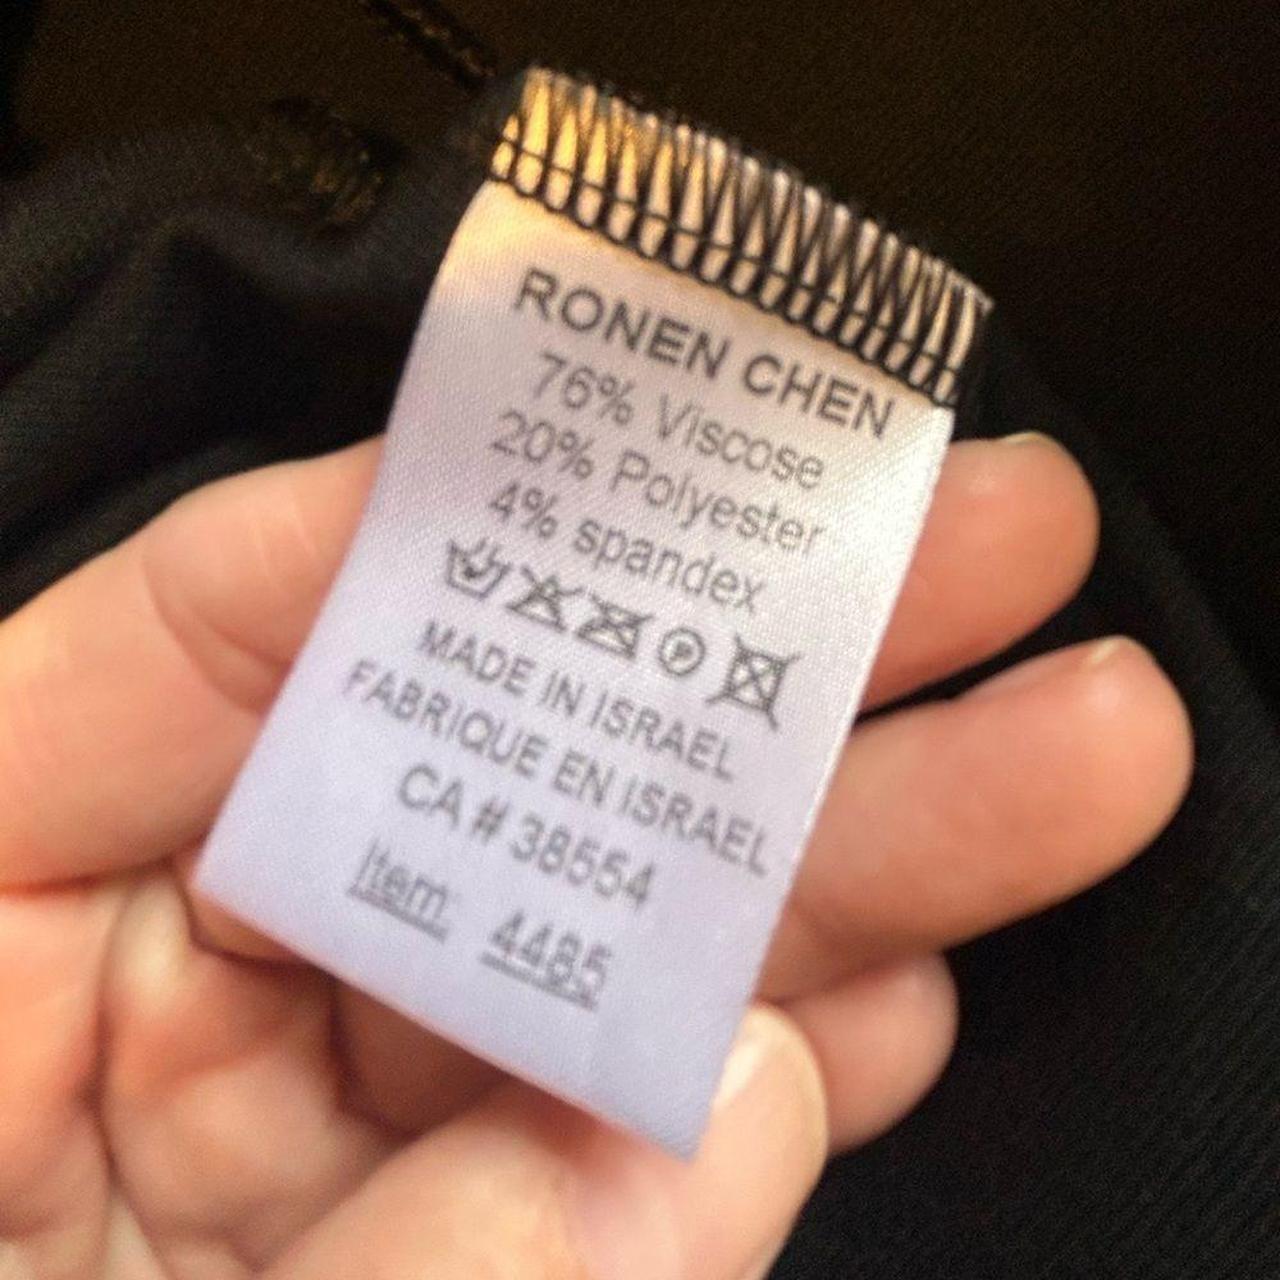 RONEN CHEN
76% Viscose
20% Polyester
4% spandex
P
MADE IN ISRAEL
FABRIQUE EN ISRAEL
CA # 38554
Item: 4485